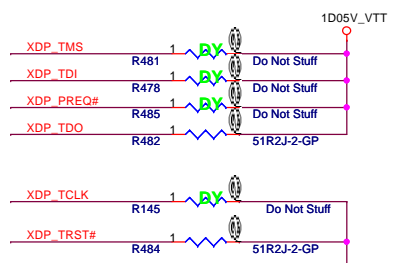 1D05V_VTT
XDP_TMS 1 DY
R481 Do Not Stuff
XDP_TDI 1 DY
R478 Do Not Stuff
XDP_PREQ# 1 DY
R485 Do Not Stuff
XDP_TDO 1
R482 51R2J-2-GP
XDP_TCLK 1 DY
R145 Do Not Stuff
XDP_TRST# 1
R484 51R2J-2-GP